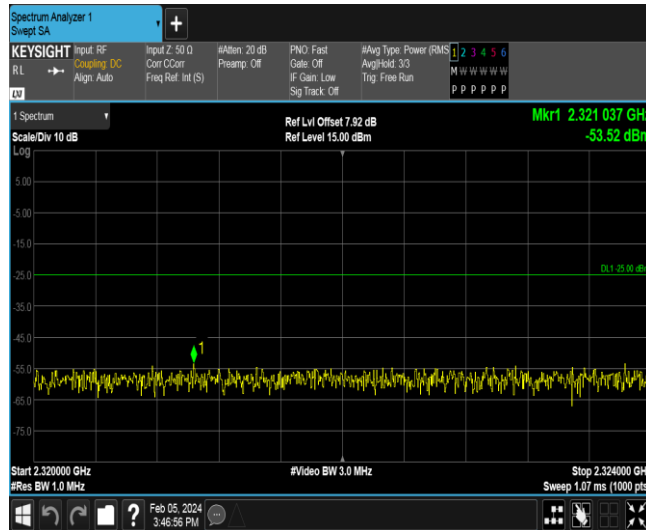 Spectrum Analyzer 1
Swept SA
+
KEYSIGHT
RL
LXI
Input: RF
Coupling: DC
Align: Auto
Input Z: 50 Ω
Corr CCorr
Freq Ref: Int (S)
#Atten: 20 dB
Preamp: Off
PNO: Fast
Gate: Off
IF Gain: Low
Sig Track: Off
#Avg Type: Power (RMS
Avg|Hold: 3/3
Trig: Free Run
1 2 3 4 5 6
M W W W W W
P P P P P P
1 Spectrum
Scale/Div 10 dB
Log
Ref Lvl Offset 7.92 dB
Ref Level 15.00 dBm
Mkr1 2.321 037 GHz
-53.52 dBm
5.00
-5.00
-15.0
-25.0
-35.0
-45.0
-55.0
-65.0
-75.0
DL1 -25.00 dBm
1
Start 2.320000 GHz
#Res BW 1.0 MHz
#Video BW 3.0 MHz
Stop 2.324000 GHz
Sweep 1.07 ms (1000 pts)
?
Feb 05, 2024
3:46:56 PM